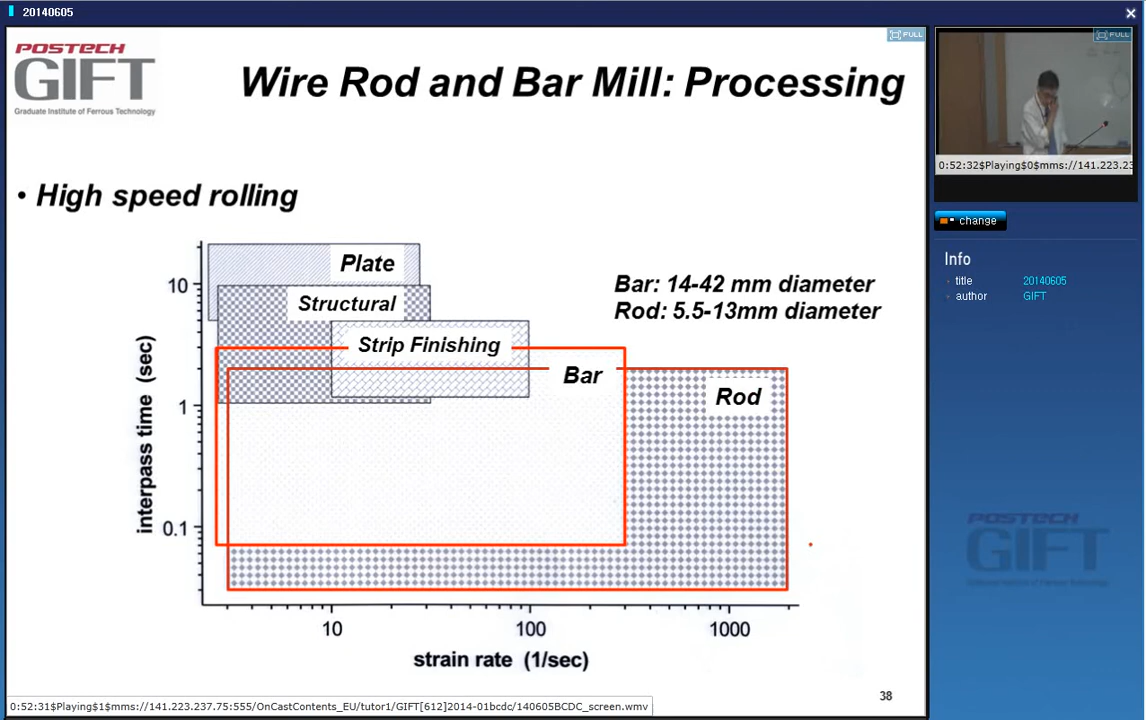 20140605
POSTECH
GIFT
Graduate Institute of Ferrous Technology
FULL
Wire Rod and Bar Mill: Processing
• High speed rolling
Plate
Structural
Strip Finishing
Bar
Rod
Bar: 14-42 mm diameter
Rod: 5.5-13mm diameter
interpass time (sec)
10
1
0.1
10
100
1000
strain rate (1/sec)
38
0:52:31$Playing$1$mms://141.223.237.75:555/OnCastContents_EU/tutor1/GIFT[612]2014-01bcdc/140605BCDC_screen.wmv
FULL
0:52:32$Playing$0$mms://141.223.23
change
Info
title 20140605
author GIFT
POSTECH
GIFT